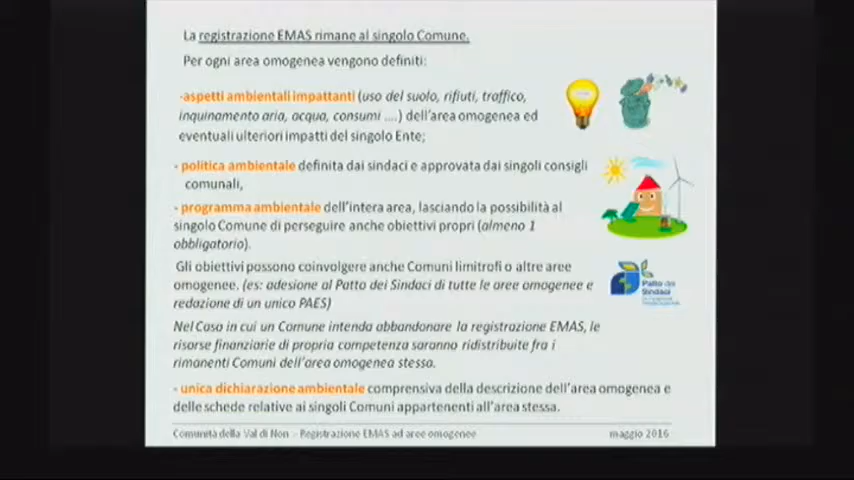 La registrazione EMAS rimane al singolo Comune.
Per ogni area omogenea vengono definiti:
-aspetti ambientali impattanti (uso del suolo, rifiuti, traffico,
inquinamento aria, acqua, consumi ....) dell'area omogenea ed
eventuali ulteriori impatti del singolo Ente;
- politica ambientale definita dai sindaci e approvata dai singoli consigli
comunali,
- programma ambientale dell'intera area, lasciando la possibilità al
singolo Comune di perseguire anche obiettivi propri (almeno 1
obbligatorio).
Gli obiettivi possono coinvolgere anche Comuni limitrofi o altre aree
omogenee. (es: adesione al Patto dei Sindaci di tutte le aree omogenee e
redazione di un unico PAES)
Patto dei
Sindaci
Nel Caso in cui un Comune intenda abbandonare la registrazione EMAS, le
risorse finanziarie di propria competenza saranno ridistribuite fra i
rimanenti Comuni dell'area omogenea stessa.
- unica dichiarazione ambientale comprensiva della descrizione dell'area omogenea e
delle schede relative ai singoli Comuni appartenenti all'area stessa.
Comunità della Val di Non – Registrazione EMAS ad aree omogenee
maggio 2016